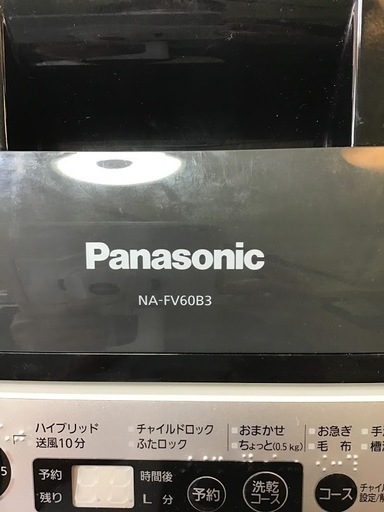 Panasonic
NA-FV60B3
ハイブリッド
送風10分
チャイルドロック
ふたロック
おまかせ
ちょっと(0.5kg)
お急ぎ
毛布
予約
残り
時間後
分
予約
洗乾
コース
コース